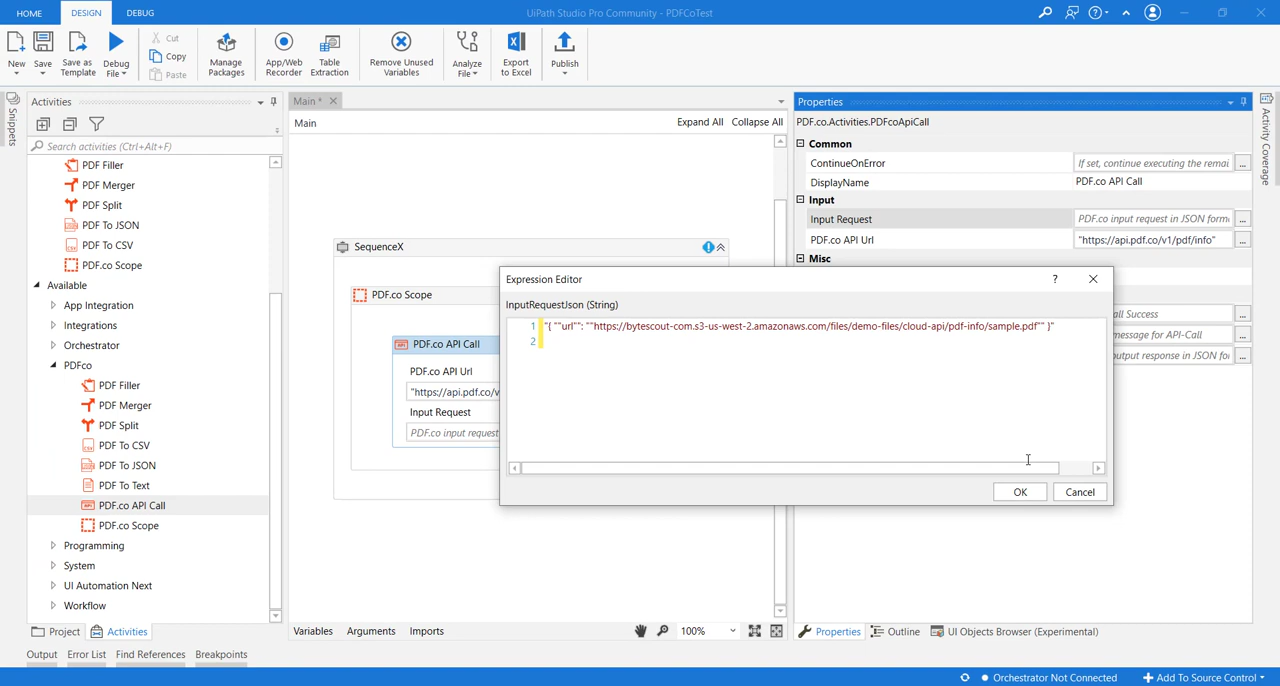 HOME
DESIGN
DEBUG
UiPath Studio Pro Community - PDFCoTest
New
Save
Save as Template
Debug File
Cut
Copy
Paste
Manage Packages
App/Web Recorder
Table Extraction
Remove Unused Variables
Analyze File
Export to Excel
Publish
Snippets
Activities
Search activities (Ctrl+Alt+F)
PDF Filler
PDF Merger
PDF Split
PDF To JSON
PDF To CSV
PDF.co Scope
Available
App Integration
Integrations
Orchestrator
PDFco
PDF Filler
PDF Merger
PDF Split
PDF To CSV
PDF To JSON
PDF To Text
PDF.co API Call
PDF.co Scope
Programming
System
UI Automation Next
Workflow
Project
Activities
Main *
Main
Expand All
Collapse All
SequenceX
PDF.co Scope
PDF.co API Call
PDF.co API Url
"https://api.pdf.co/v
Input Request
PDF.co input request
Variables
Arguments
Imports
100%
Expression Editor
?
InputRequestJson (String)
1 "{ ""url"": ""https://bytescout-com.s3-us-west-2.amazonaws.com/files/demo-files/cloud-api/pdf-info/sample.pdf"" }"
2
OK
Cancel
Properties
PDF.co.Activities.PDFcoApiCall
Common
ContinueOnError
If set, continue executing the remai
...
DisplayName
PDF.co API Call
Input
Input Request
PDF.co input request in JSON form
...
PDF.co API Url
"https://api.pdf.co/v1/pdf/info"
...
Misc
all Success
...
message for API-Call
...
output response in JSON for
...
Properties
Outline
UI Objects Browser (Experimental)
Activity Coverage
Output
Error List
Find References
Breakpoints
Orchestrator Not Connected
Add To Source Control